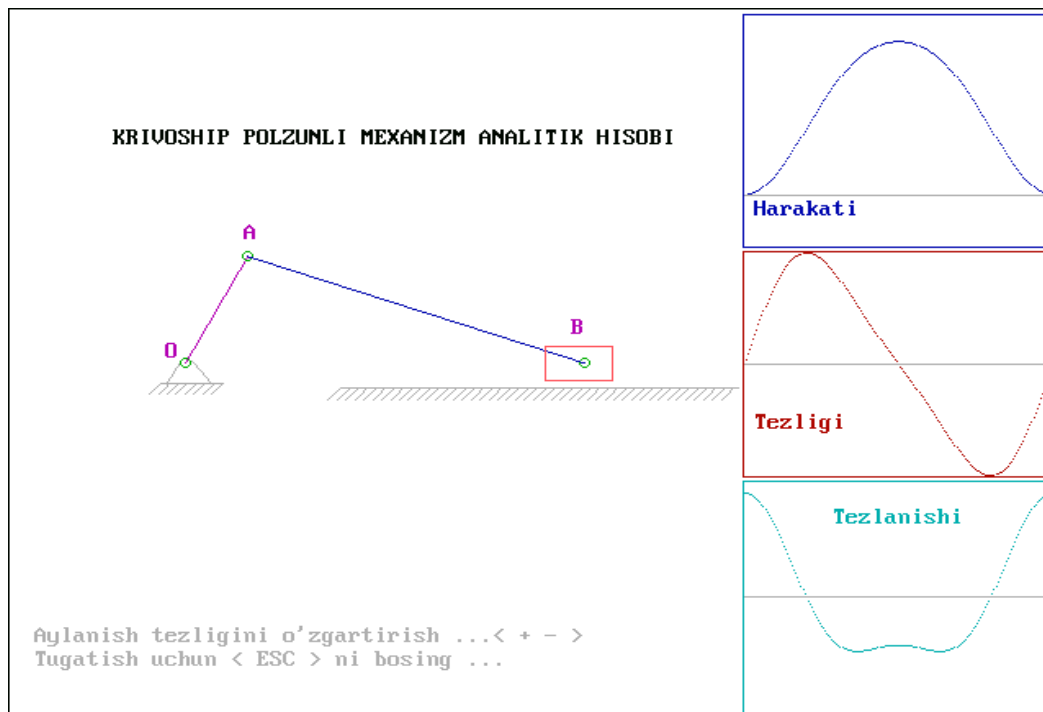 KRIVOSHIP POLZUNLI MEXANIZM ANALITIK HISOBI
A
O
B
Harakati
Tezligi
Tezlanishi
Aylanish tezligini o'zgartirish ...< + - >
Tugatish uchun < ESC > ni bosing ...